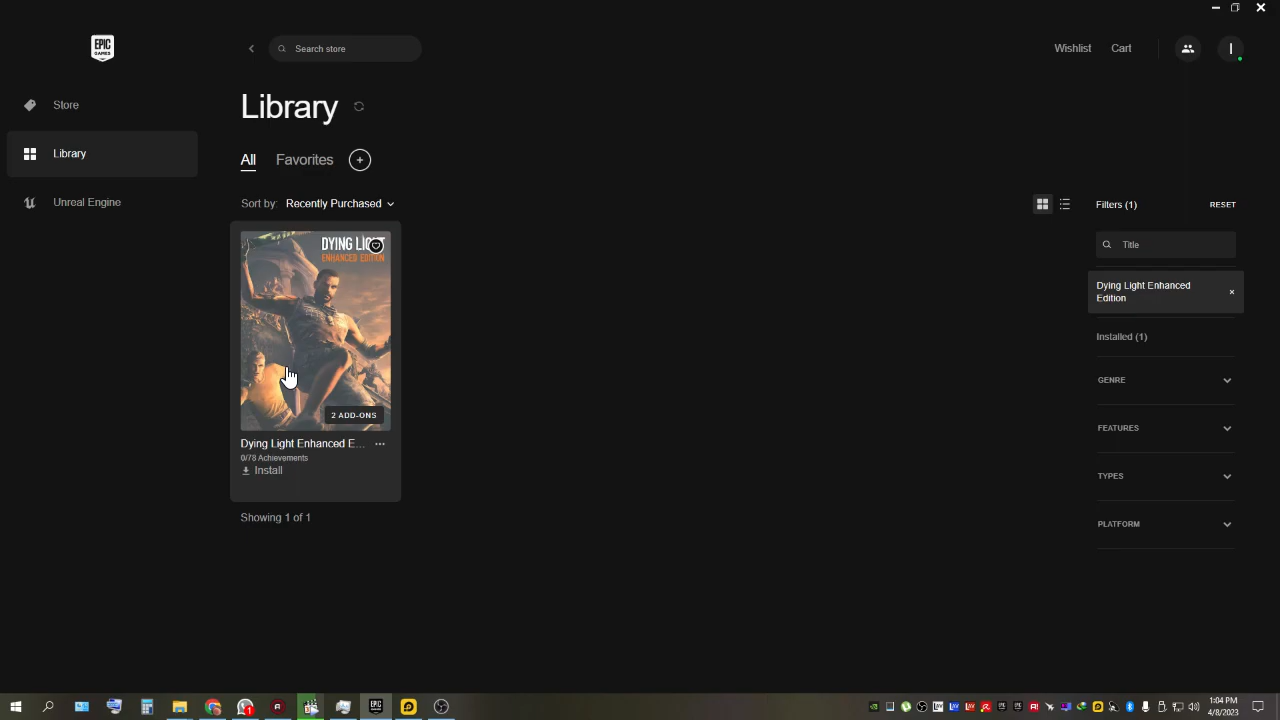 EPIC
GAMES
Search store
Wishlist
Cart
I
Store
Library
Unreal Engine
Library
All
Favorites
+
Sort by: Recently Purchased
DYING LIGHT
ENHANCED EDITION
2 ADD-ONS
Dying Light Enhanced E...
0/78 Achievements
Install
Showing 1 of 1
Filters (1)
RESET
Title
Dying Light Enhanced
Edition
Installed (1)
GENRE
FEATURES
TYPES
PLATFORM
1:04 PM
4/8/2023